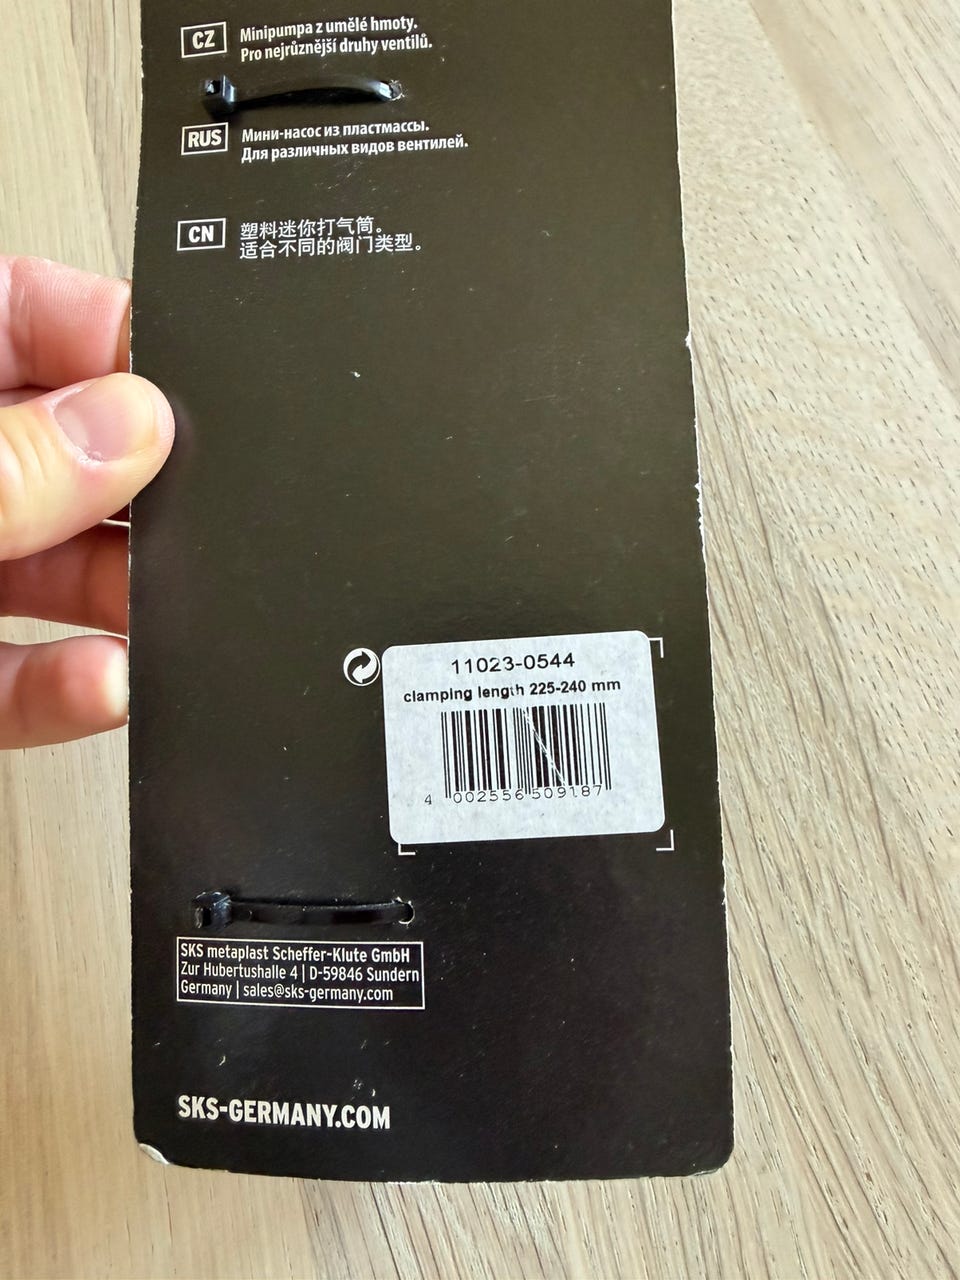 CZ
Minipumpa z umělé hmoty.
Pro nejrůznější druhy ventilů.
RUS
Мини-насос из пластмассы.
Для различных видов вентилей.
CN
塑料迷你打气筒。
适合不同的阀门类型。
11023-0544
clamping length 225-240 mm
4 002556 509187
SKS metaplast Scheffer-Klute GmbH
Zur Hubertushalle 4 | D-59846 Sundern
Germany | sales@sks-germany.com
SKS-GERMANY.COM